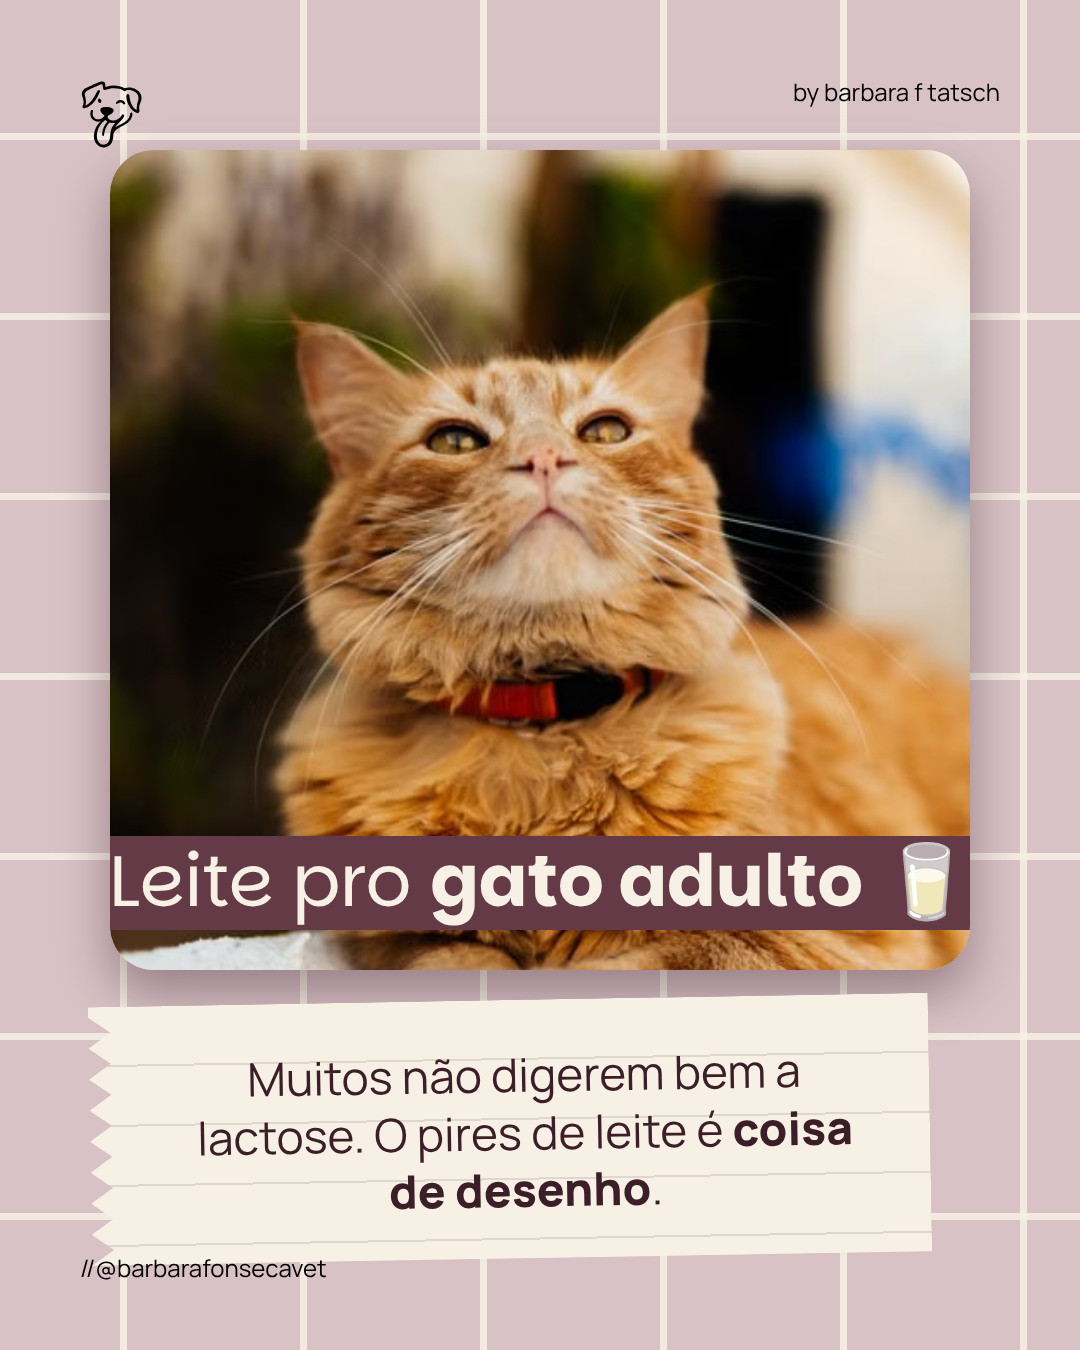 by barbara f tatsch
Leite pro gato adulto 🥛
Muitos não digerem bem a
lactose. O pires de leite é coisa
de desenho.
//@barbarafonsecavet